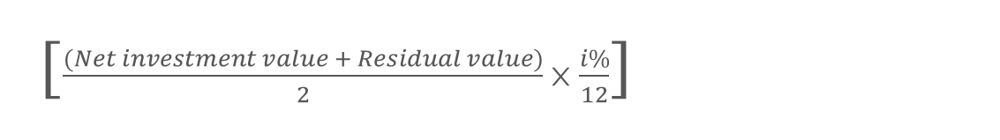 [(Net investment value + Residual value) / 2 × i% / 12]